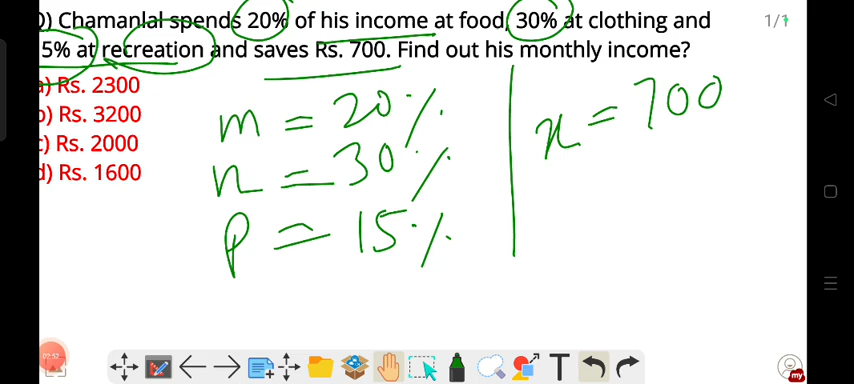 ) Chamanlal spends 20% of his income at food, 30% at clothing and
5% at recreation and saves Rs. 700. Find out his monthly income?
a) Rs. 2300
b) Rs. 3200
c) Rs. 2000
d) Rs. 1600
m = 20%
n = 30%
p = 15%
x = 700
1/1
02:52
T
my